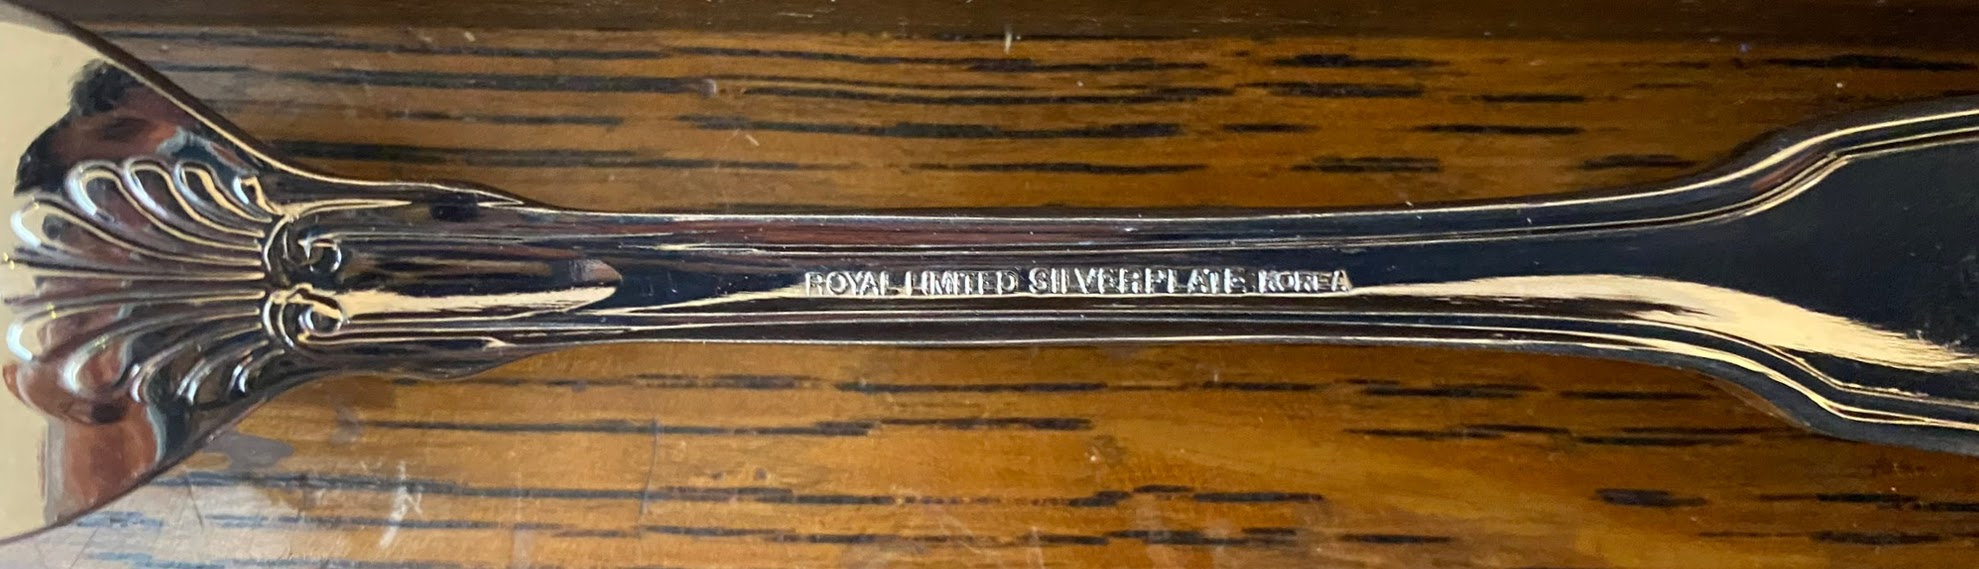 ROYAL LIMITED SILVERPLATE KOREA